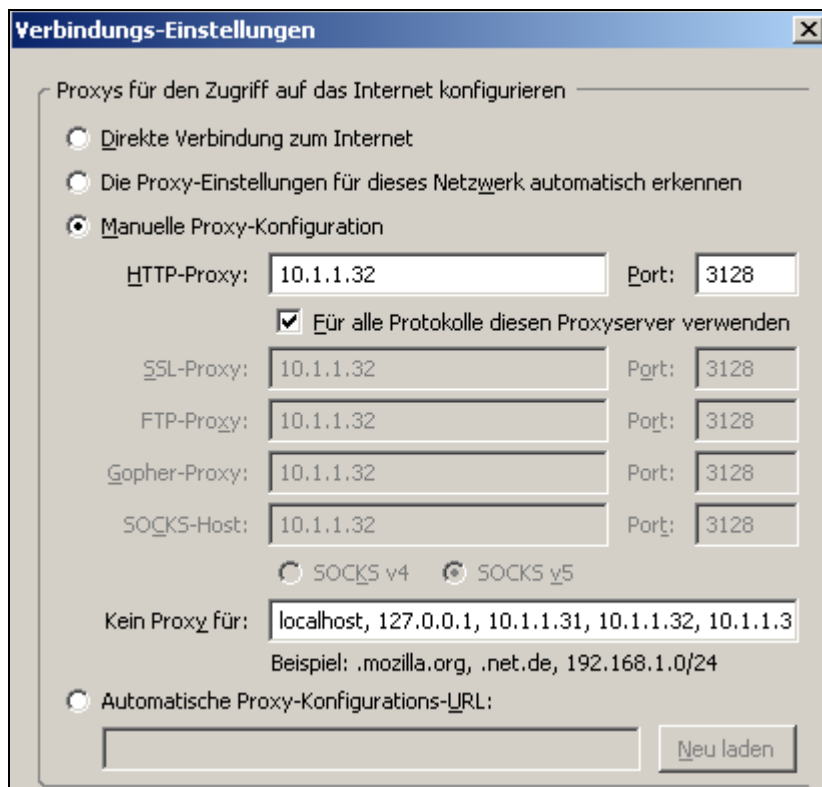 Verbindungs-Einstellungen
Proxys für den Zugriff auf das Internet konfigurieren
Direkte Verbindung zum Internet
Die Proxy-Einstellungen für dieses Netzwerk automatisch erkennen
Manuelle Proxy-Konfiguration
HTTP-Proxy: 10.1.1.32 Port: 3128
Für alle Protokolle diesen Proxyserver verwenden
SSL-Proxy: 10.1.1.32 Port: 3128
FTP-Proxy: 10.1.1.32 Port: 3128
Gopher-Proxy: 10.1.1.32 Port: 3128
SOCKS-Host: 10.1.1.32 Port: 3128
SOCKS v4 SOCKS v5
Kein Proxy für: localhost, 127.0.0.1, 10.1.1.31, 10.1.1.32, 10.1.1.3
Beispiel: .mozilla.org, .net.de, 192.168.1.0/24
Automatische Proxy-Konfigurations-URL:
Neu laden